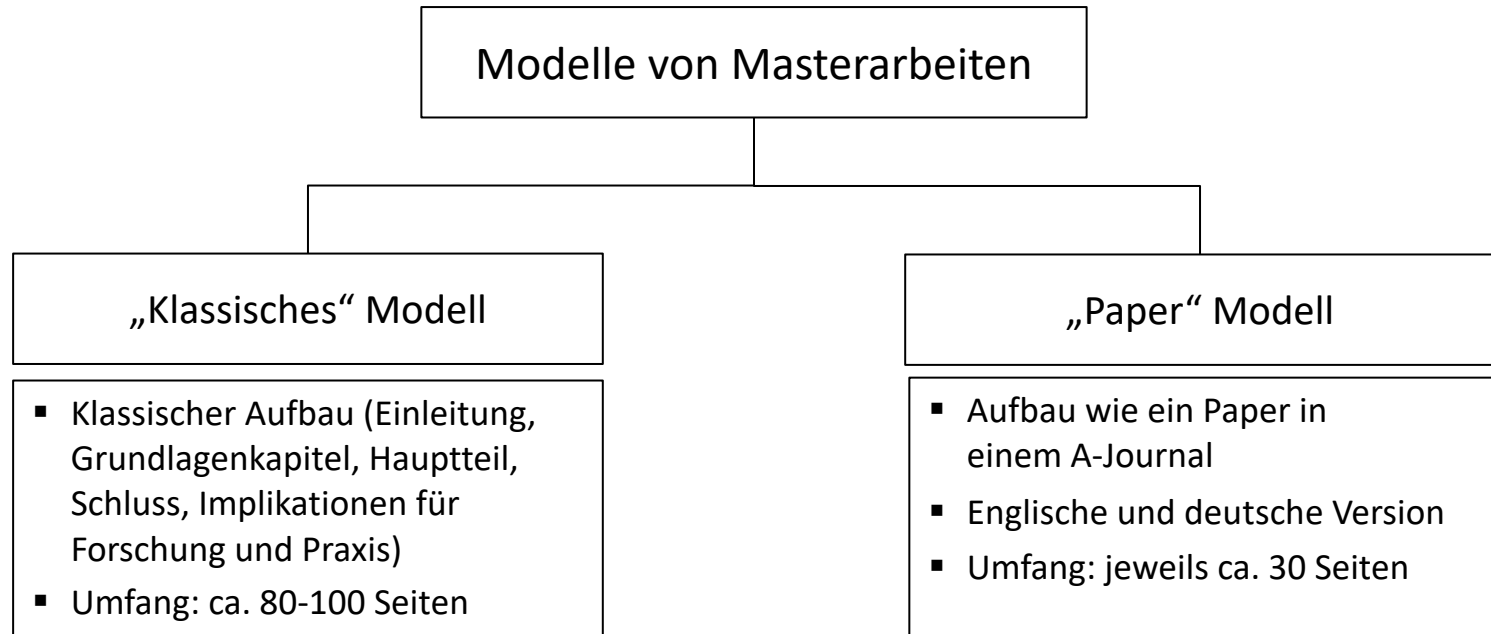 Modelle von Masterarbeiten
„Klassisches“ Modell
▪ Klassischer Aufbau (Einleitung,
Grundlagenkapitel, Hauptteil,
Schluss, Implikationen für
Forschung und Praxis)
▪ Umfang: ca. 80-100 Seiten
„Paper“ Modell
▪ Aufbau wie ein Paper in
einem A-Journal
▪ Englische und deutsche Version
▪ Umfang: jeweils ca. 30 Seiten